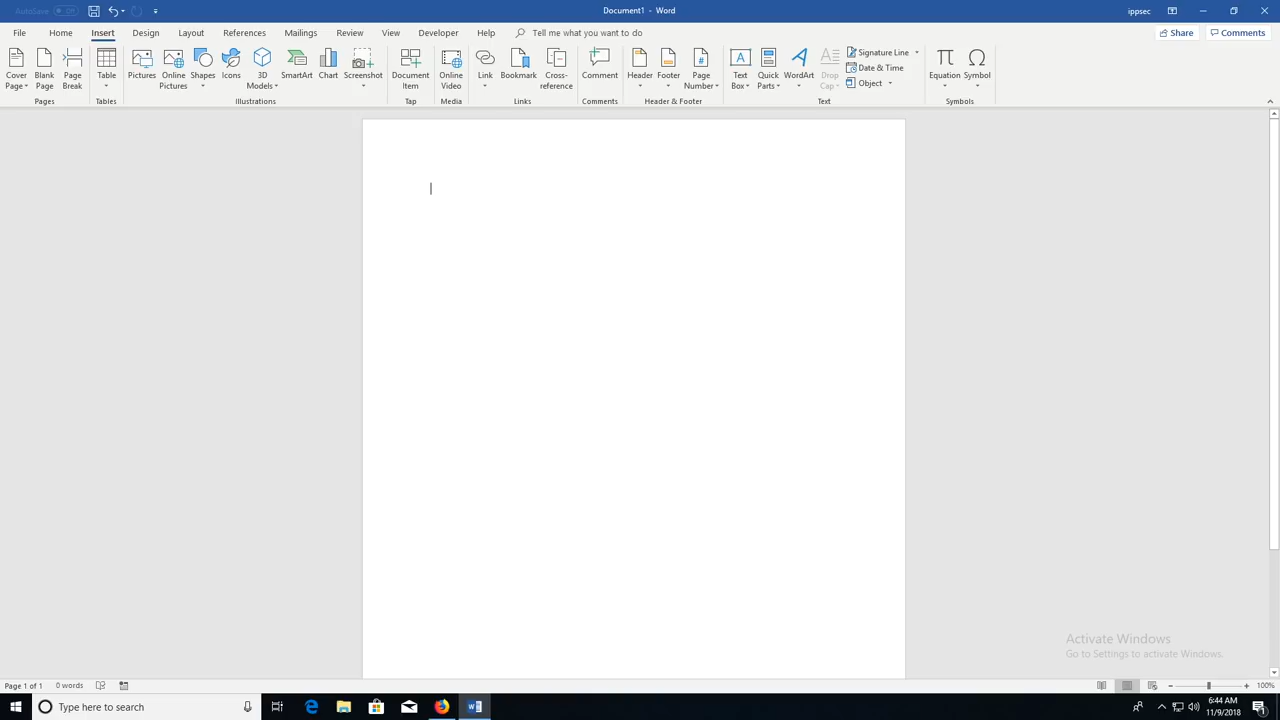 AutoSave Off Document1 - Word ippsec
File Home Insert Design Layout References Mailings Review View Developer Help Tell me what you want to do Share Comments
Cover Page Blank Page Page Break Table Pictures Online Pictures Shapes Icons 3D Models SmartArt Chart Screenshot Document Item Online Video Link Bookmark Cross-reference Comment Header Footer Page Number Text Box Quick Parts WordArt Drop Cap Signature Line Date & Time Object Equation Symbol
Pages Tables Illustrations Tap Media Links Comments Header & Footer Text Symbols
Activate Windows
Go to Settings to activate Windows.
Page 1 of 1 0 words 100%
Type here to search 6:44 AM
11/9/2018